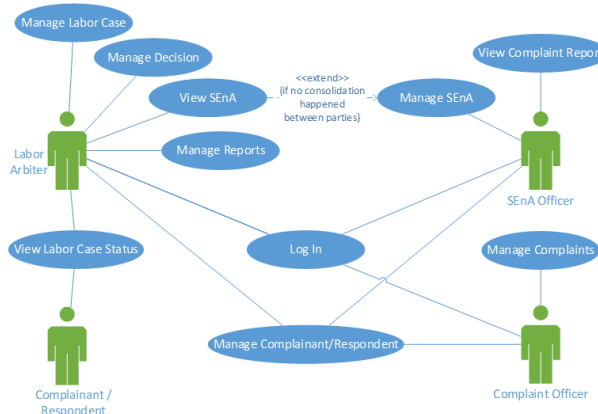 Manage Labor Case
Manage Decision
View Complaint Report
<<extend>>
{if no consolidation
happened
between parties}
View SEnA
Manage SEnA
Manage Reports
Labor
Arbiter
SEnA Officer
View Labor Case Status
Log In
Manage Complaints
Manage Complainant/Respondent
Complainant /
Respondent
Complaint Officer